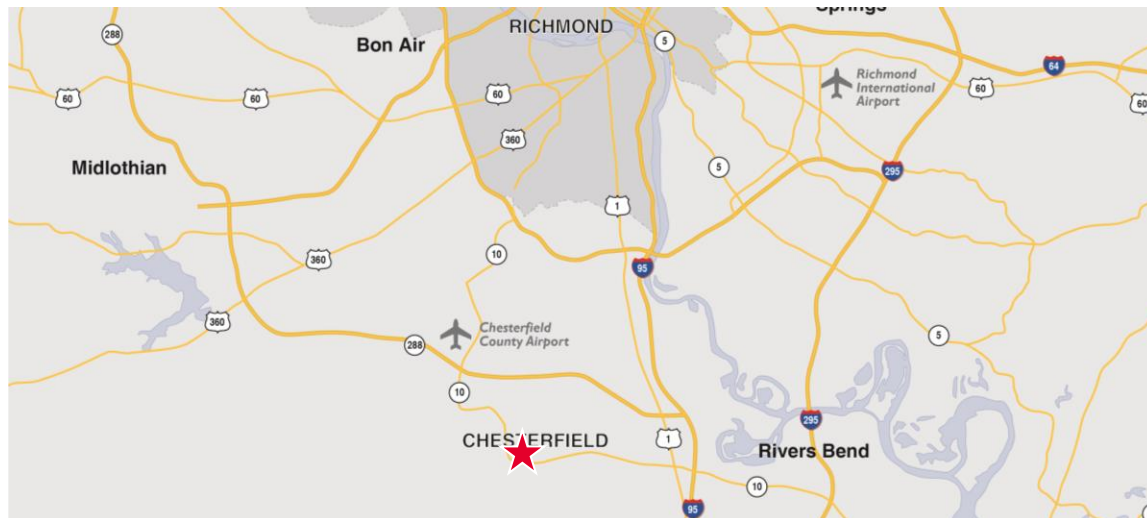 Springs
RICHMOND
288
5
Bon Air
64
Richmond
International
Airport
60
60
60
60
60
360
Midlothian
5
295
1
10
360
95
360
Chesterfield
County Airport
5
288
10
295
CHESTERFIELD
1
Rivers Bend
10
95